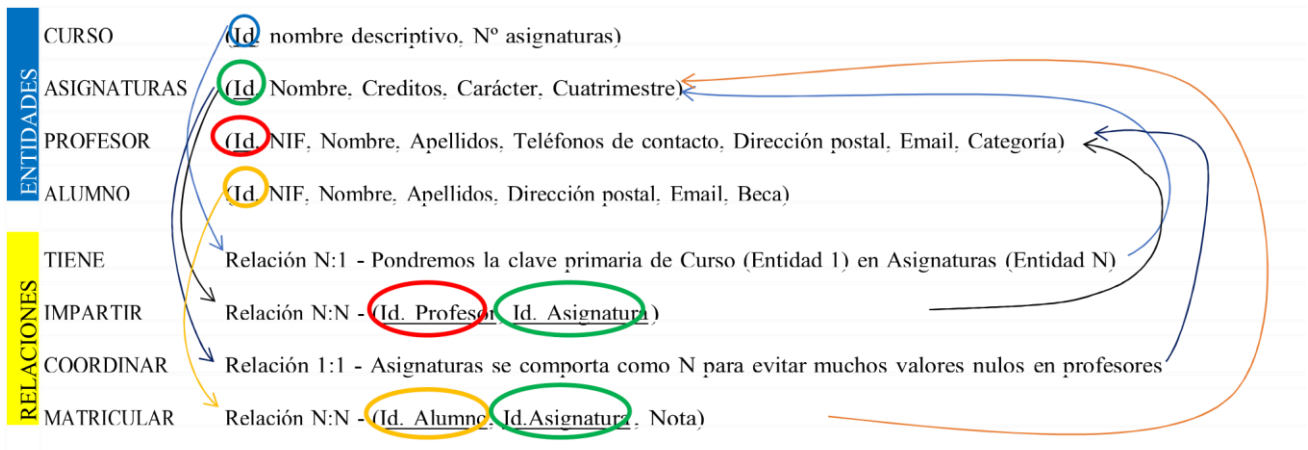 ENTIDADES
CURSO (Id. nombre descriptivo, Nº asignaturas)
ASIGNATURAS (Id. Nombre, Creditos, Carácter, Cuatrimestre)
PROFESOR (Id. NIF, Nombre, Apellidos, Teléfonos de contacto, Dirección postal, Email, Categoría)
ALUMNO (Id. NIF, Nombre, Apellidos, Dirección postal, Email, Beca)
RELACIONES
TIENE Relación N:1 - Pondremos la clave primaria de Curso (Entidad 1) en Asignaturas (Entidad N)
IMPARTIR Relación N:N - (Id. Profesor, Id. Asignatura)
COORDINAR Relación 1:1 - Asignaturas se comporta como N para evitar muchos valores nulos en profesores
MATRICULAR Relación N:N - (Id. Alumno, Id.Asignatura, Nota)